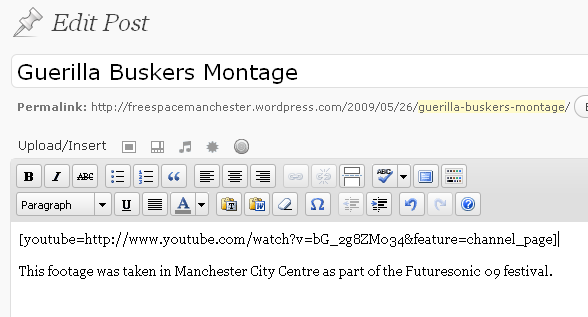 Edit Post
Guerilla Buskers Montage
Permalink: http://freespacemanchester.wordpress.com/2009/05/26/guerilla-buskers-montage/
Upload/Insert
B I ABC “ ABC
Paragraph U A T W Ω ?
[youtube=http://www.youtube.com/watch?v=bG_2g8ZMo34&feature=channel_page]
This footage was taken in Manchester City Centre as part of the Futuresonic 09 festival.